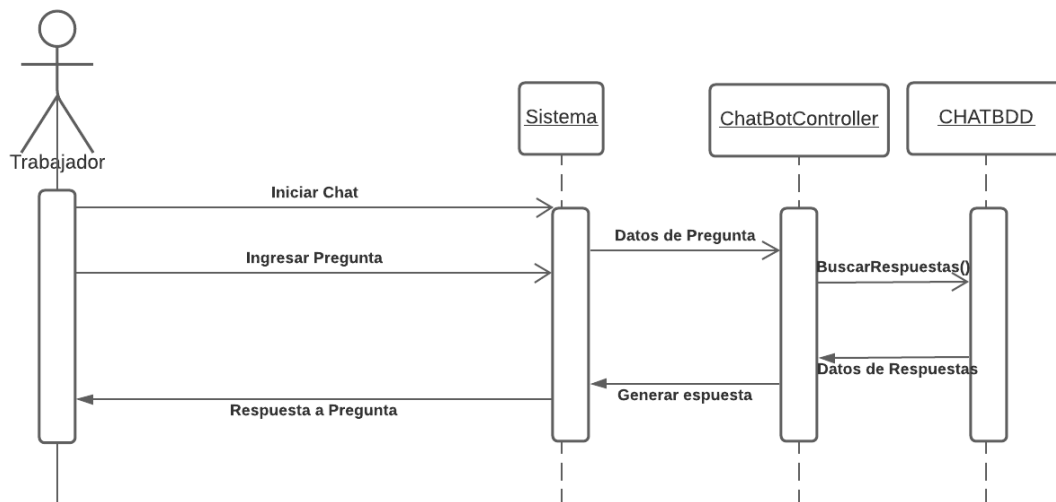 Trabajador
Sistema
ChatBotController
CHATBDD
Iniciar Chat
Datos de Pregunta
Ingresar Pregunta
BuscarRespuestas()
Datos de Respuestas
Generar espuesta
Respuesta a Pregunta